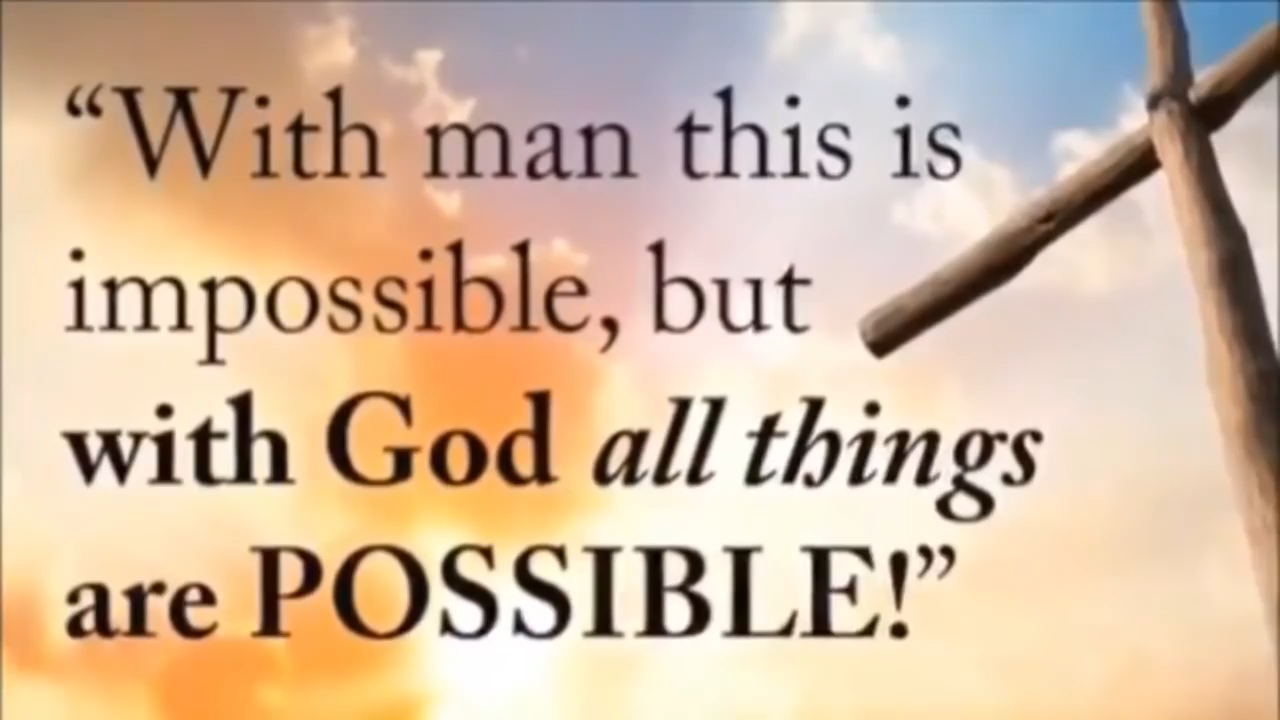 “With man this is
impossible, but
with God all things
are POSSIBLE!”